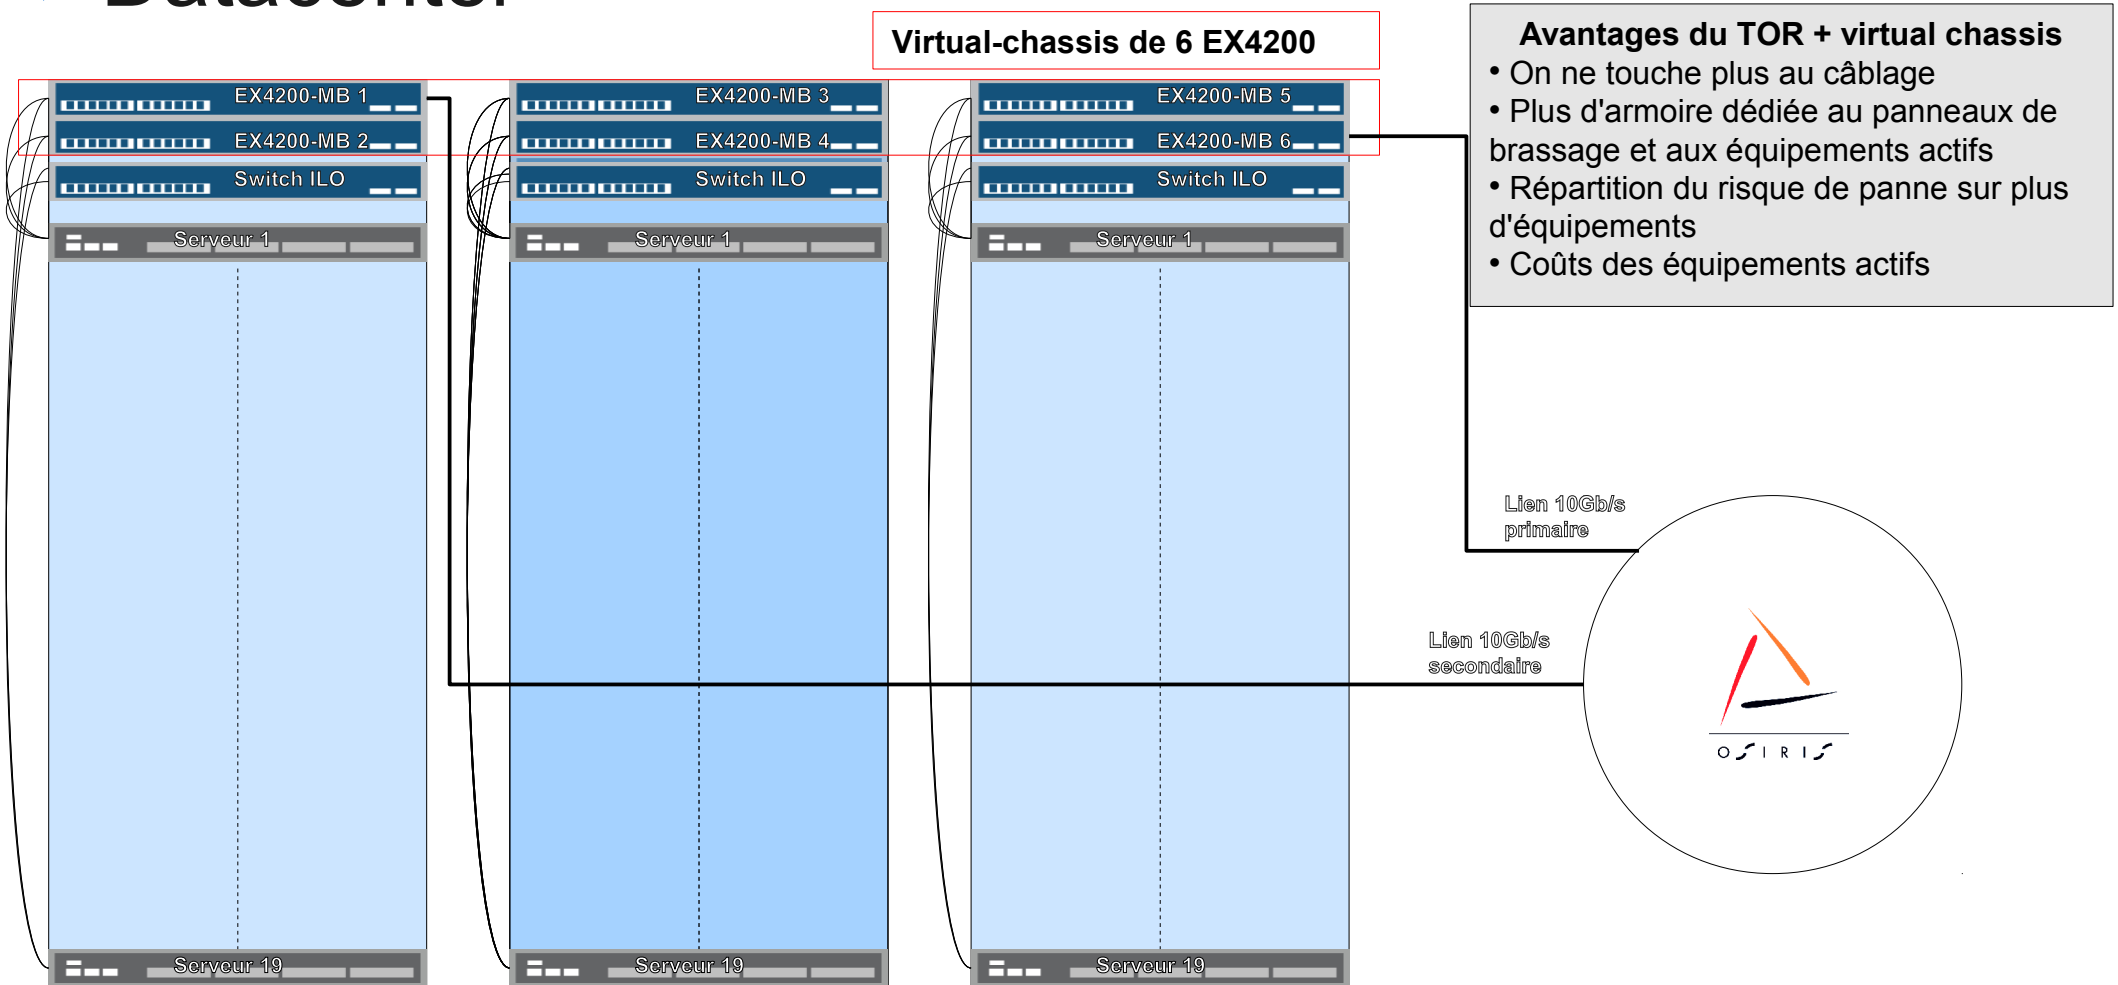 Datacenter
Virtual-chassis de 6 EX4200
Avantages du TOR + virtual chassis
• On ne touche plus au câblage
• Plus d'armoire dédiée au panneaux de
brassage et aux équipements actifs
• Répartition du risque de panne sur plus
d'équipements
• Coûts des équipements actifs
EX4200-MB 1
EX4200-MB 2
Switch ILO
Serveur 1
Serveur 19
EX4200-MB 3
EX4200-MB 4
Switch ILO
Serveur 1
Serveur 19
EX4200-MB 5
EX4200-MB 6
Switch ILO
Serveur 1
Serveur 19
Lien 10Gb/s
primaire
Lien 10Gb/s
secondaire
OSIRIS